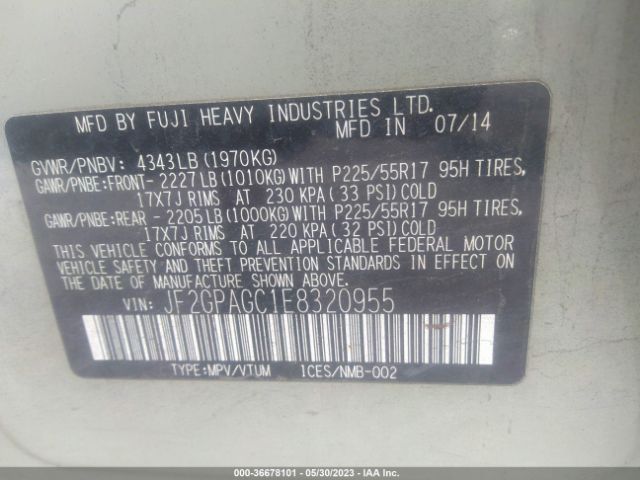 MFD BY FUJI HEAVY INDUSTRIES LTD.
MFD IN 07/14
GVWR/PNBV: 4343LB(1970KG)
GAWR/PNBE:FRONT- 2227LB(1010KG)WITH P225/55R17 95H TIRES,
17X7J RIMS AT 230 KPA(33 PSI)COLD
GAWR/PNBE:REAR - 2205LB(1000KG)WITH P225/55R17 95H TIRES,
17X7J RIMS AT 220 KPA(32 PSI)COLD
THIS VEHICLE CONFORMS TO ALL APPLICABLE FEDERAL MOTOR
VEHICLE SAFETY AND THEFT PREVENTION STANDARDS IN EFFECT
ON THE DATE OF MANUFACTURE SHOWN ABOVE.
VIN: JF2GPAGC1E8320955
TYPE:MPV/VTUM ICES/NMB-002
000-36678101 - 05/30/2023 - IAA Inc.